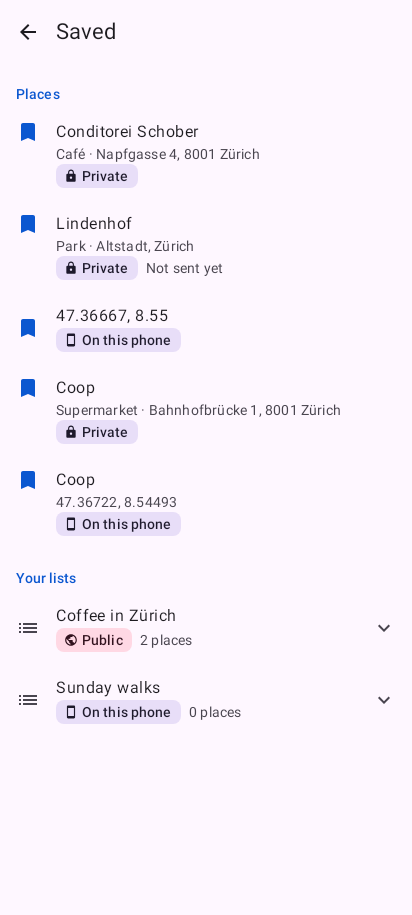 Saved
Places
Conditorei Schober
Café · Napfgasse 4, 8001 Zürich
Private
Lindenhof
Park · Altstadt, Zürich
Private Not sent yet
47.36667, 8.55
On this phone
Coop
Supermarket · Bahnhofbrücke 1, 8001 Zürich
Private
Coop
47.36722, 8.54493
On this phone
Your lists
Coffee in Zürich
Public 2 places
Sunday walks
On this phone 0 places